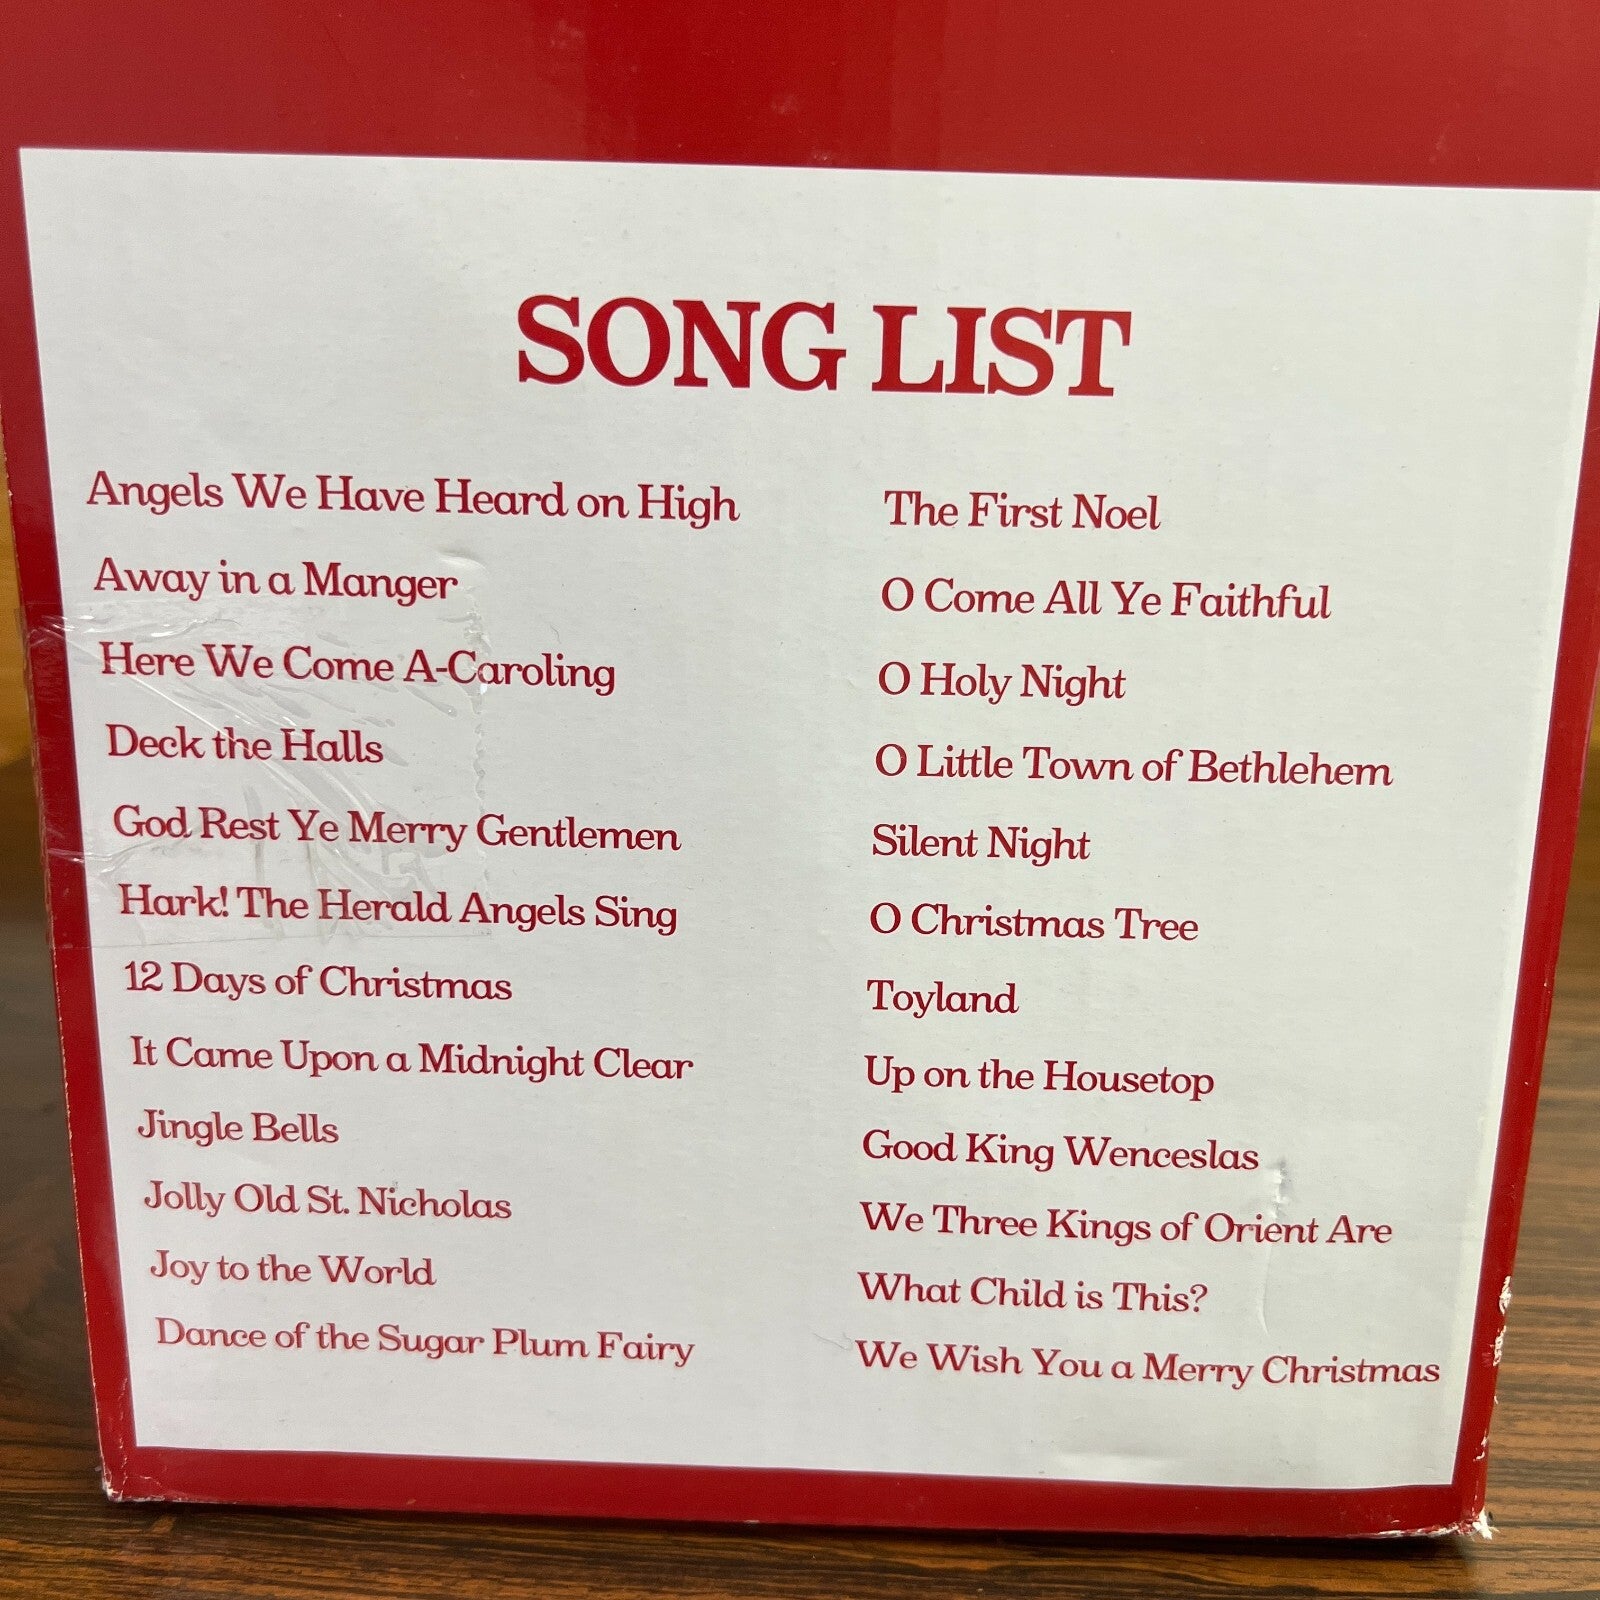 SONG LIST
Angels We Have Heard on High
Away in a Manger
Here We Come A-Caroling
Deck the Halls
God Rest Ye Merry Gentlemen
Hark! The Herald Angels Sing
12 Days of Christmas
It Came Upon a Midnight Clear
Jingle Bells
Jolly Old St. Nicholas
Joy to the World
Dance of the Sugar Plum Fairy
The First Noel
O Come All Ye Faithful
O Holy Night
O Little Town of Bethlehem
Silent Night
O Christmas Tree
Toyland
Up on the Housetop
Good King Wenceslas
We Three Kings of Orient Are
What Child is This?
We Wish You a Merry Christmas